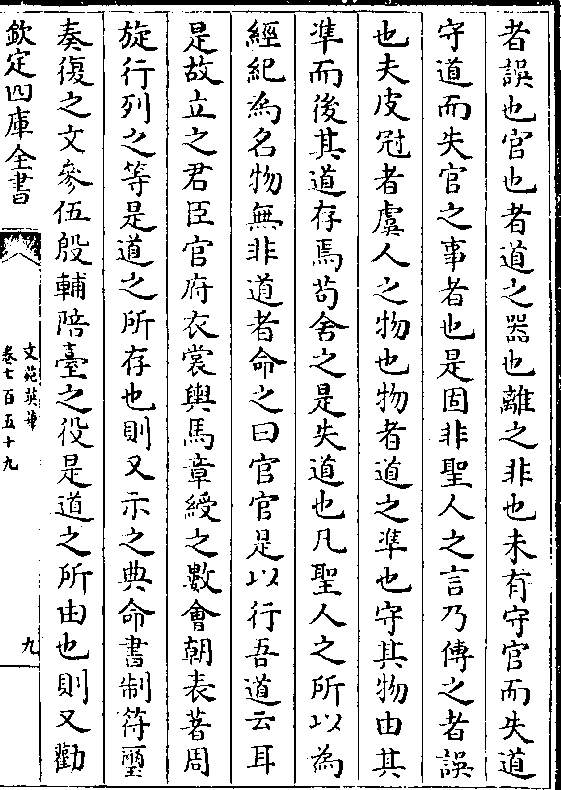 者誤也官也者道之器也離之非也未有守官而失道
守道而失官之事者也是固非聖人之言乃傳之者誤
也夫皮冠者虞人之物也物者道之凖也守其物由其
凖而後其道存焉苟舍之是失道也凡聖人之所以為
經紀為名物無非道者命之曰官官是以行吾道云耳
是故立之君臣官府衣裳輿馬章綬之數會朝表著周
旋行列之等是道之所存也則又示之典命書制符璽
奏復之文參伍殷輔陪臺之役是道之所由也則又勸
欽定四庫全書
文苑英華
卷七百五十九
九